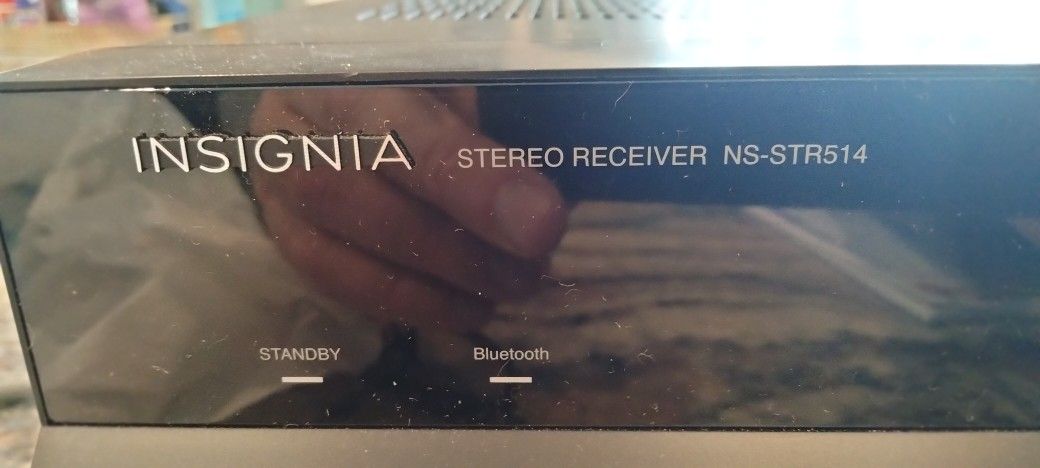 INSIGNIA STEREO RECEIVER NS-STR514
STANDBY Bluetooth